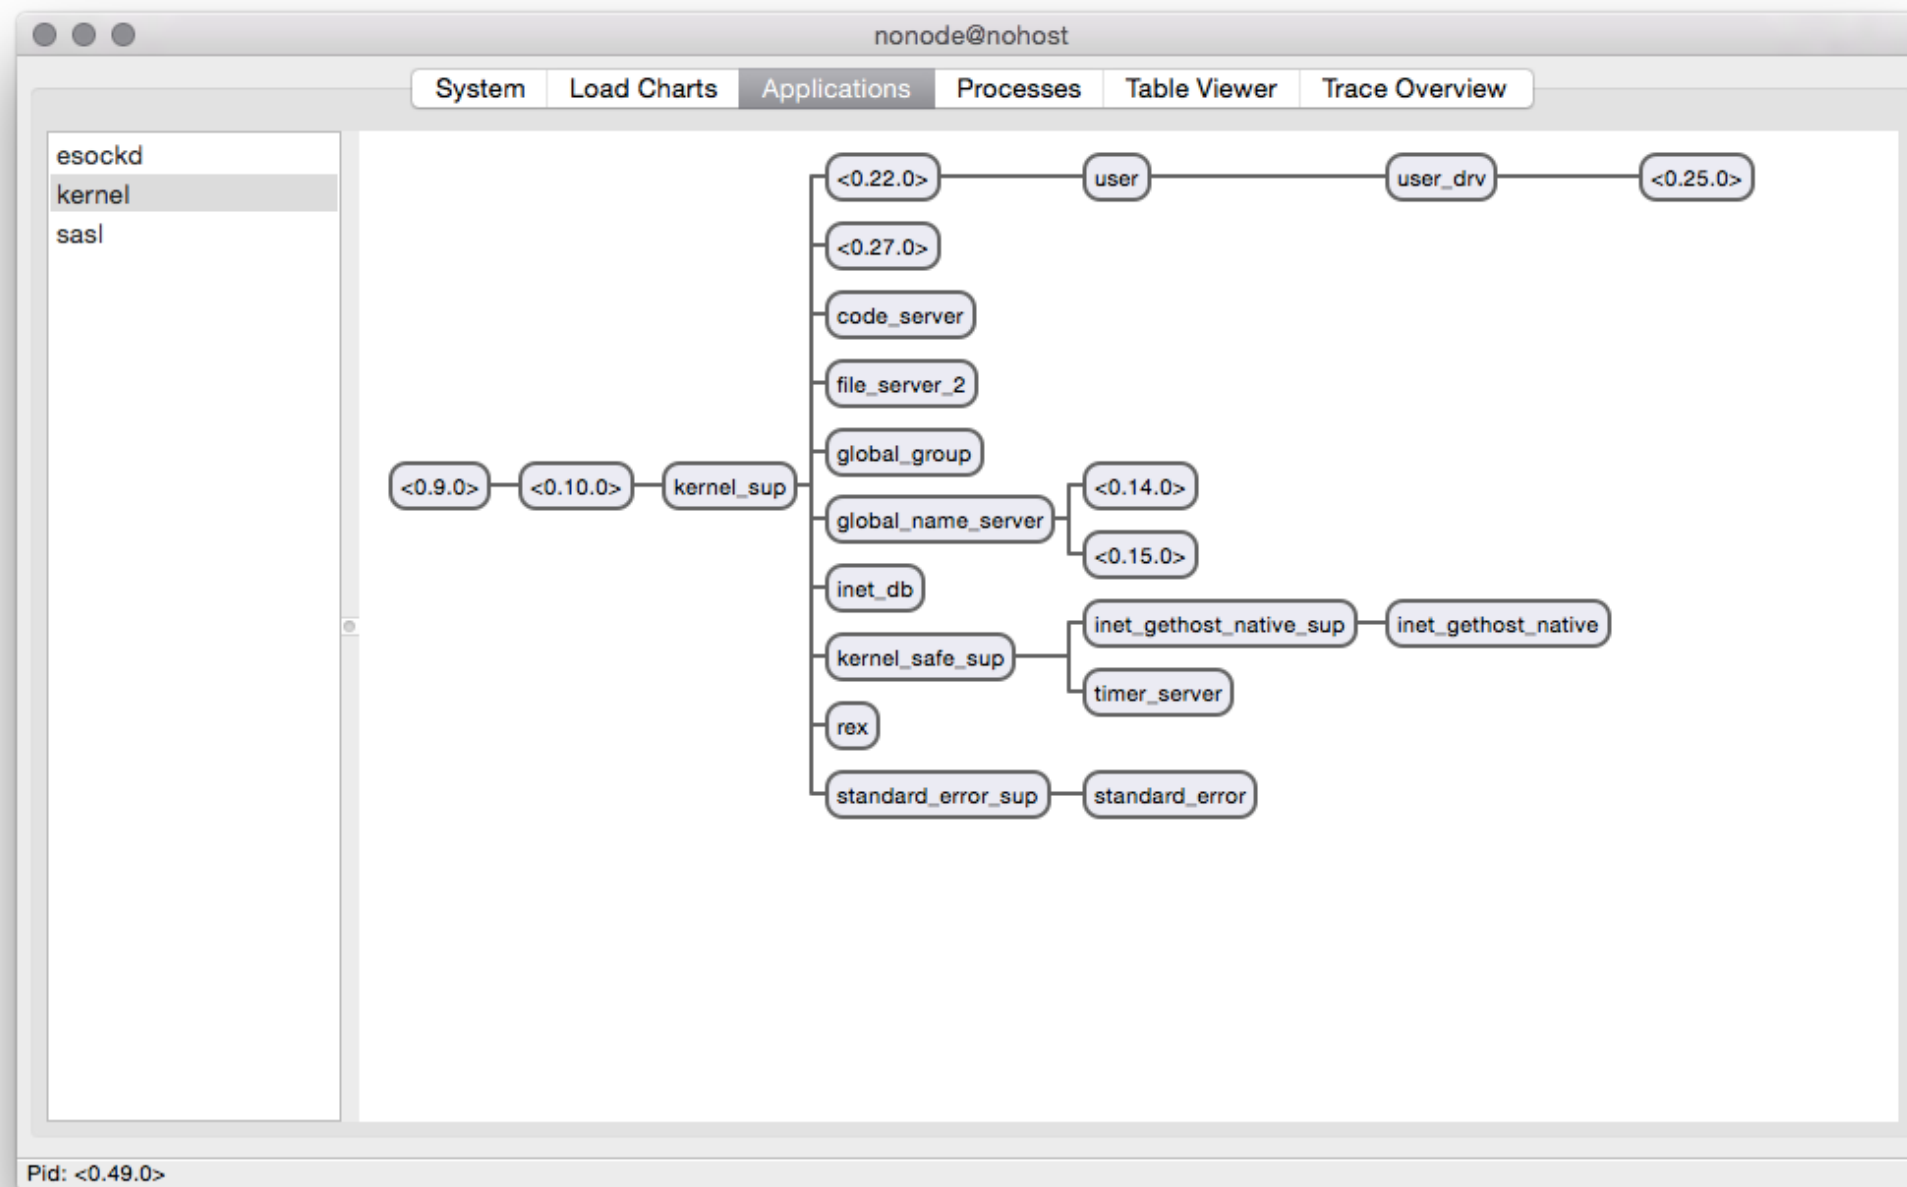 nonode@nohost
System Load Charts Applications Processes Table Viewer Trace Overview
esockd
kernel
sasl
<0.22.0> user user_drv <0.25.0>
<0.27.0>
code_server
file_server_2
global_group
<0.9.0> <0.10.0> kernel_sup <0.14.0>
global_name_server
<0.15.0>
inet_db
inet_gethost_native_sup inet_gethost_native
kernel_safe_sup
timer_server
rex
standard_error_sup standard_error
Pid: <0.49.0>